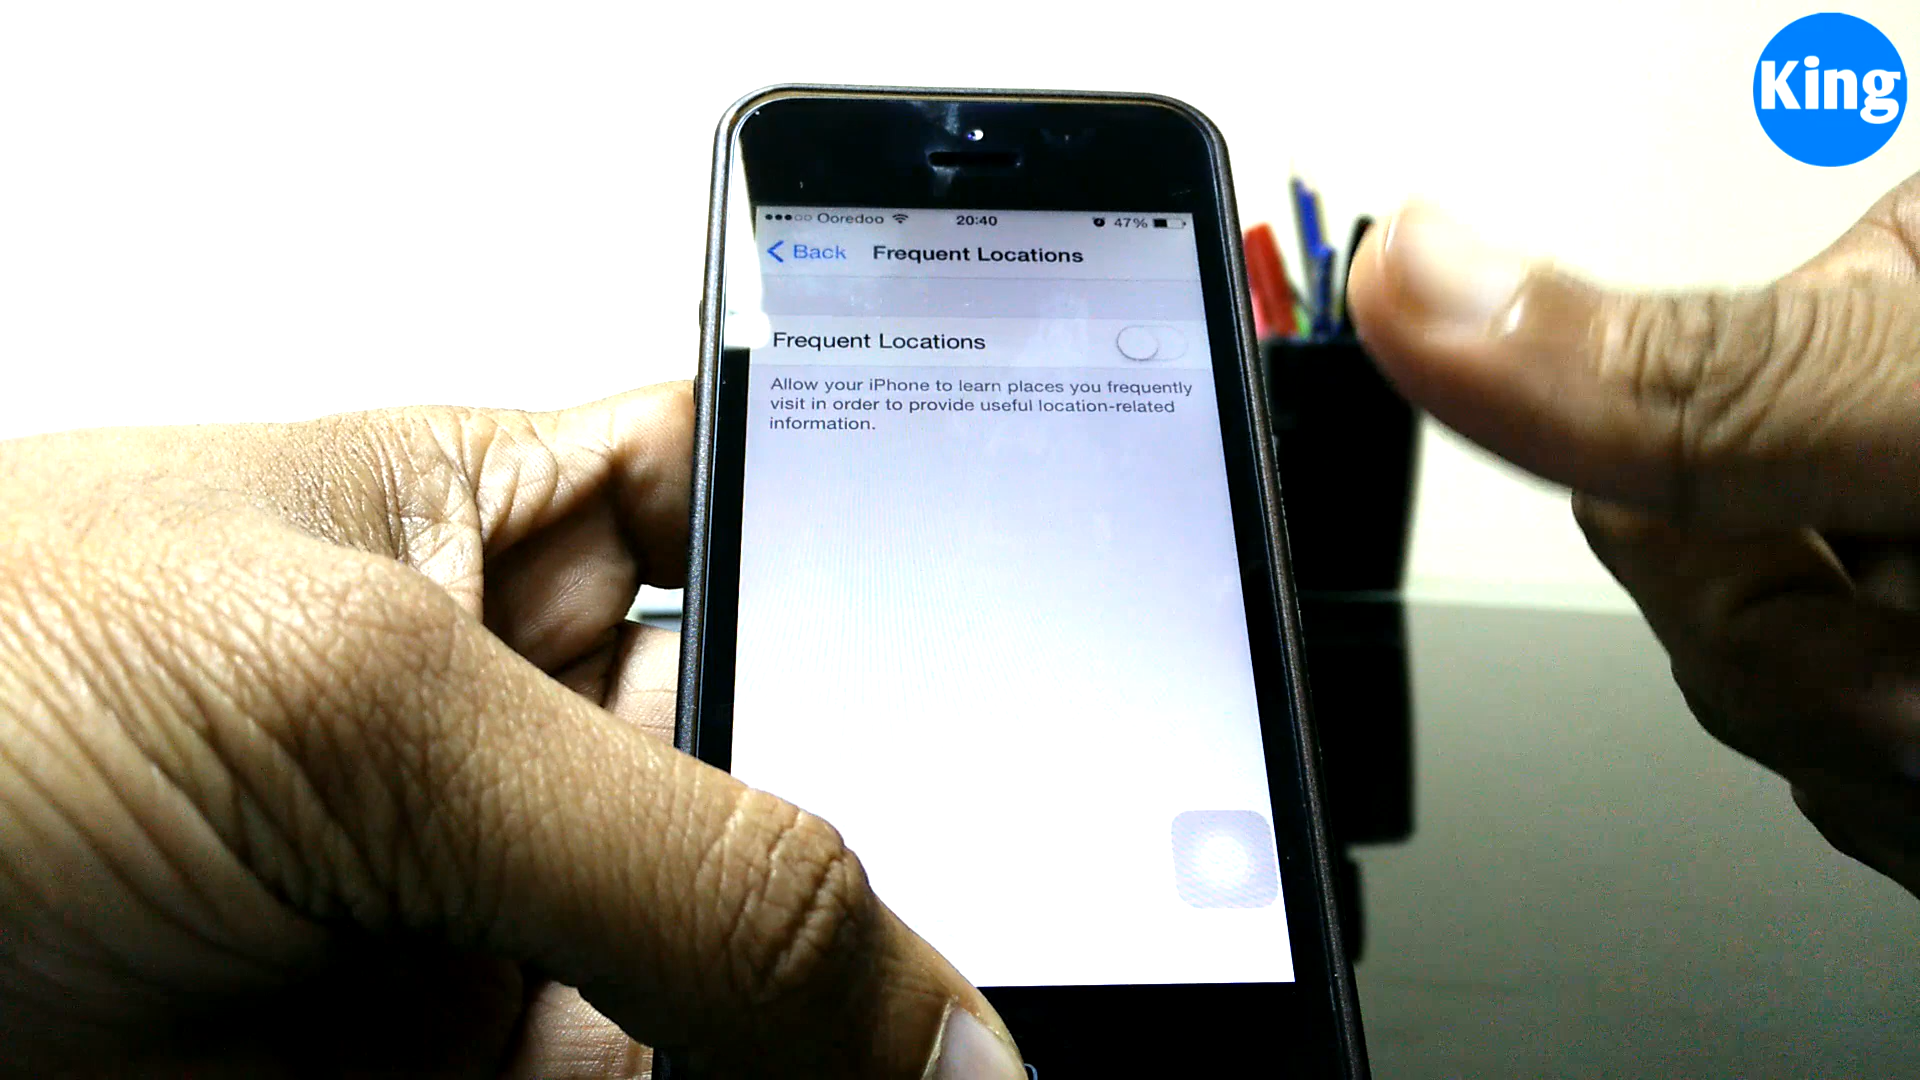 King
Ooredoo 20:40 47%
Back Frequent Locations
Frequent Locations
Allow your iPhone to learn places you frequently
visit in order to provide useful location-related
information.